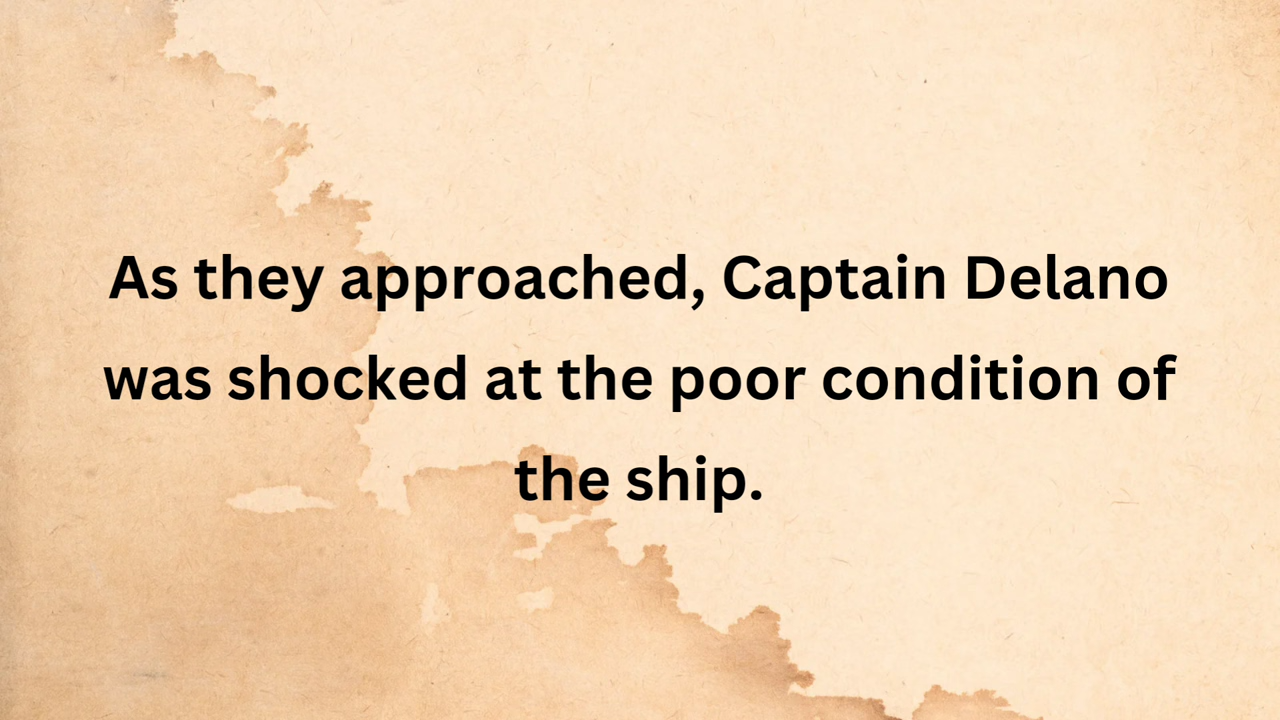 As they approached, Captain Delano
was shocked at the poor condition of
the ship.